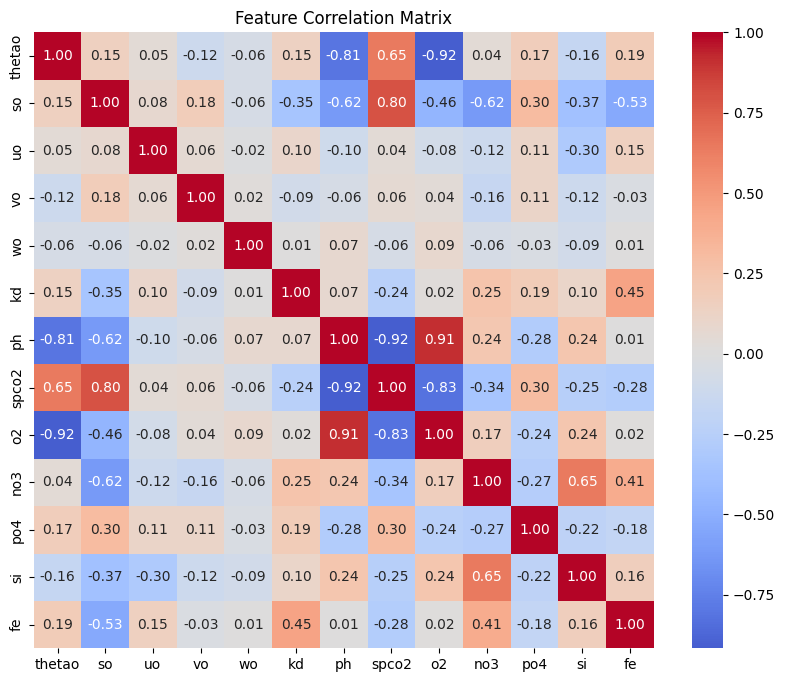 Feature Correlation Matrix
thetao 1.00 0.15 0.05 -0.12 -0.06 0.15 -0.81 0.65 -0.92 0.04 0.17 -0.16 0.19
so 0.15 1.00 0.08 0.18 -0.06 -0.35 -0.62 0.80 -0.46 -0.62 0.30 -0.37 -0.53
uo 0.05 0.08 1.00 0.06 -0.02 0.10 -0.10 0.04 -0.08 -0.12 0.11 -0.30 0.15
vo -0.12 0.18 0.06 1.00 0.02 -0.09 -0.06 0.06 0.04 -0.16 0.11 -0.12 -0.03
wo -0.06 -0.06 -0.02 0.02 1.00 0.01 0.07 -0.06 0.09 -0.06 -0.03 -0.09 0.01
kd 0.15 -0.35 0.10 -0.09 0.01 1.00 0.07 -0.24 0.02 0.25 0.19 0.10 0.45
ph -0.81 -0.62 -0.10 -0.06 0.07 0.07 1.00 -0.92 0.91 0.24 -0.28 0.24 0.01
spco2 0.65 0.80 0.04 0.06 -0.06 -0.24 -0.92 1.00 -0.83 -0.34 0.30 -0.25 -0.28
o2 -0.92 -0.46 -0.08 0.04 0.09 0.02 0.91 -0.83 1.00 0.17 -0.24 0.24 0.02
no3 0.04 -0.62 -0.12 -0.16 -0.06 0.25 0.24 -0.34 0.17 1.00 -0.27 0.65 0.41
po4 0.17 0.30 0.11 0.11 -0.03 0.19 -0.28 0.30 -0.24 -0.27 1.00 -0.22 -0.18
si -0.16 -0.37 -0.30 -0.12 -0.09 0.10 0.24 -0.25 0.24 0.65 -0.22 1.00 0.16
fe 0.19 -0.53 0.15 -0.03 0.01 0.45 0.01 -0.28 0.02 0.41 -0.18 0.16 1.00
thetao so uo vo wo kd ph spco2 o2 no3 po4 si fe
1.00
0.75
0.50
0.25
0.00
-0.25
-0.50
-0.75